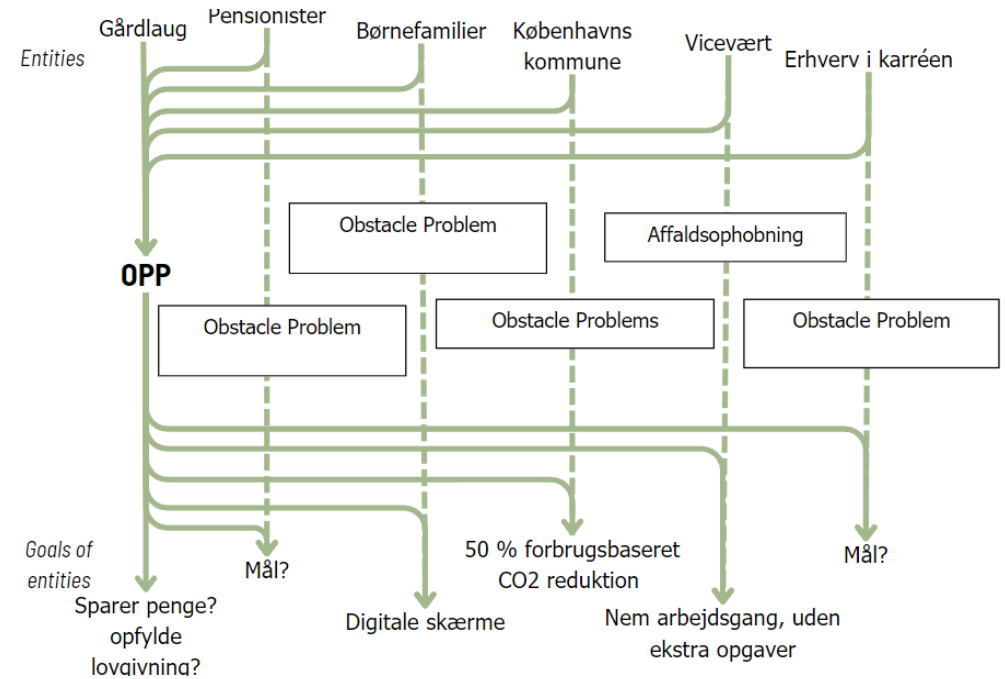 Gårdlaug
Pensionister
Børnefamilier
Københavns
kommune
Vicevært
Erhverv i karréen
Entities
Obstacle Problem
Affaldsophobning
OPP
Obstacle Problem
Obstacle Problems
Obstacle Problem
Goals of
entities
Mål?
50 % forbrugsbaseret
CO2 reduktion
Mål?
Sparer penge?
opfylde
lovgivning?
Digitale skærme
Nem arbejdsgang, uden
ekstra opgaver